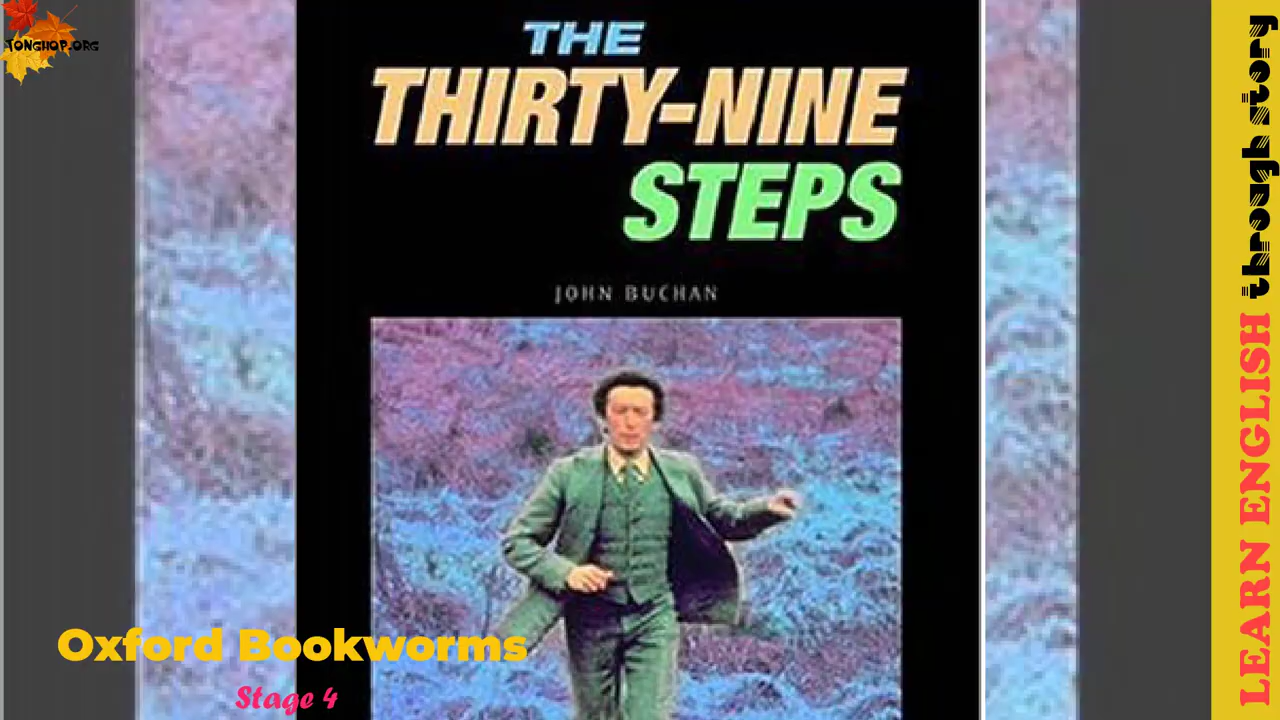 TONGHOP.ORG
THE
THIRTY-NINE
STEPS
JOHN BUCHAN
Oxford Bookworms
Stage 4
LEARN ENGLISH through story